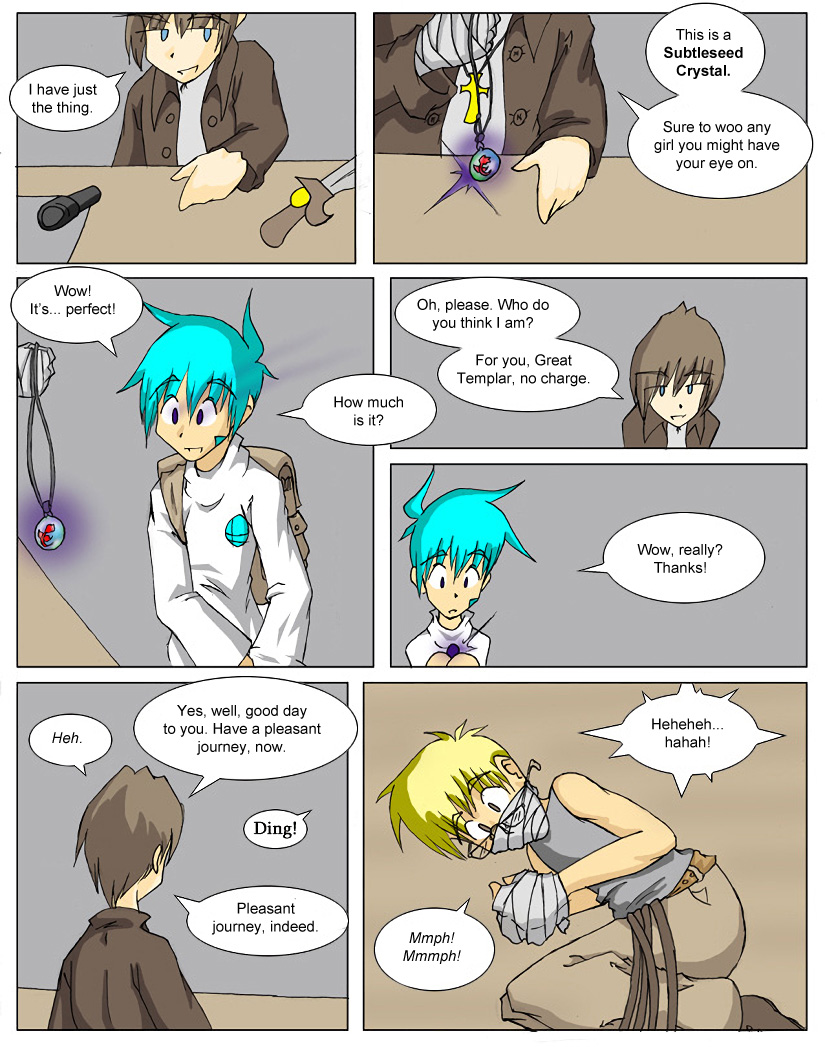 I have just
the thing.
This is a
Subtleseed
Crystal.
Sure to woo any
girl you might have
your eye on.
Wow!
It's... perfect!
How much
is it?
Oh, please. Who do
you think I am?
For you, Great
Templar, no charge.
Wow, really?
Thanks!
Heh.
Yes, well, good day
to you. Have a pleasant
journey, now.
Ding!
Pleasant
journey, indeed.
Heheheh...
hahah!
Mmph!
Mmmph!